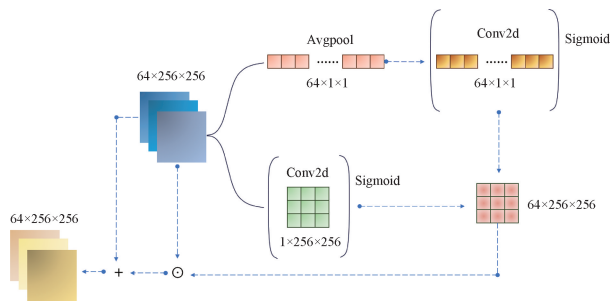 Avgpool
Conv2d
Sigmoid
64×256×256
......
......
64×1×1
64×1×1
Conv2d
Sigmoid
64×256×256
1×256×256
64×256×256
+
⊙